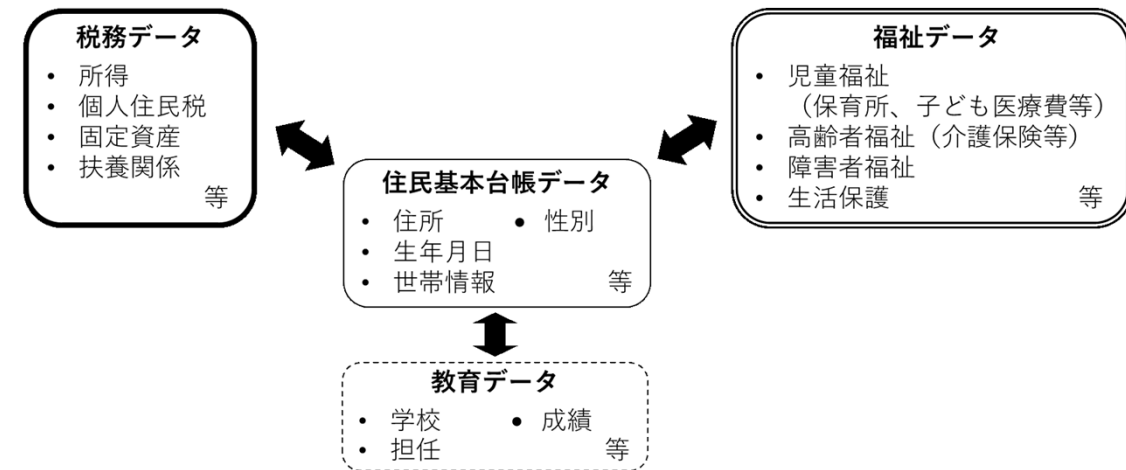 税務データ
• 所得
• 個人住民税
• 固定資産
• 扶養関係
等
福祉データ
• 児童福祉
（保育所、子ども医療費等）
• 高齢者福祉（介護保険等）
• 障害者福祉
• 生活保護 等
住民基本台帳データ
• 住所 • 性別
• 生年月日
• 世帯情報 等
教育データ
• 学校 • 成績
• 担任 等